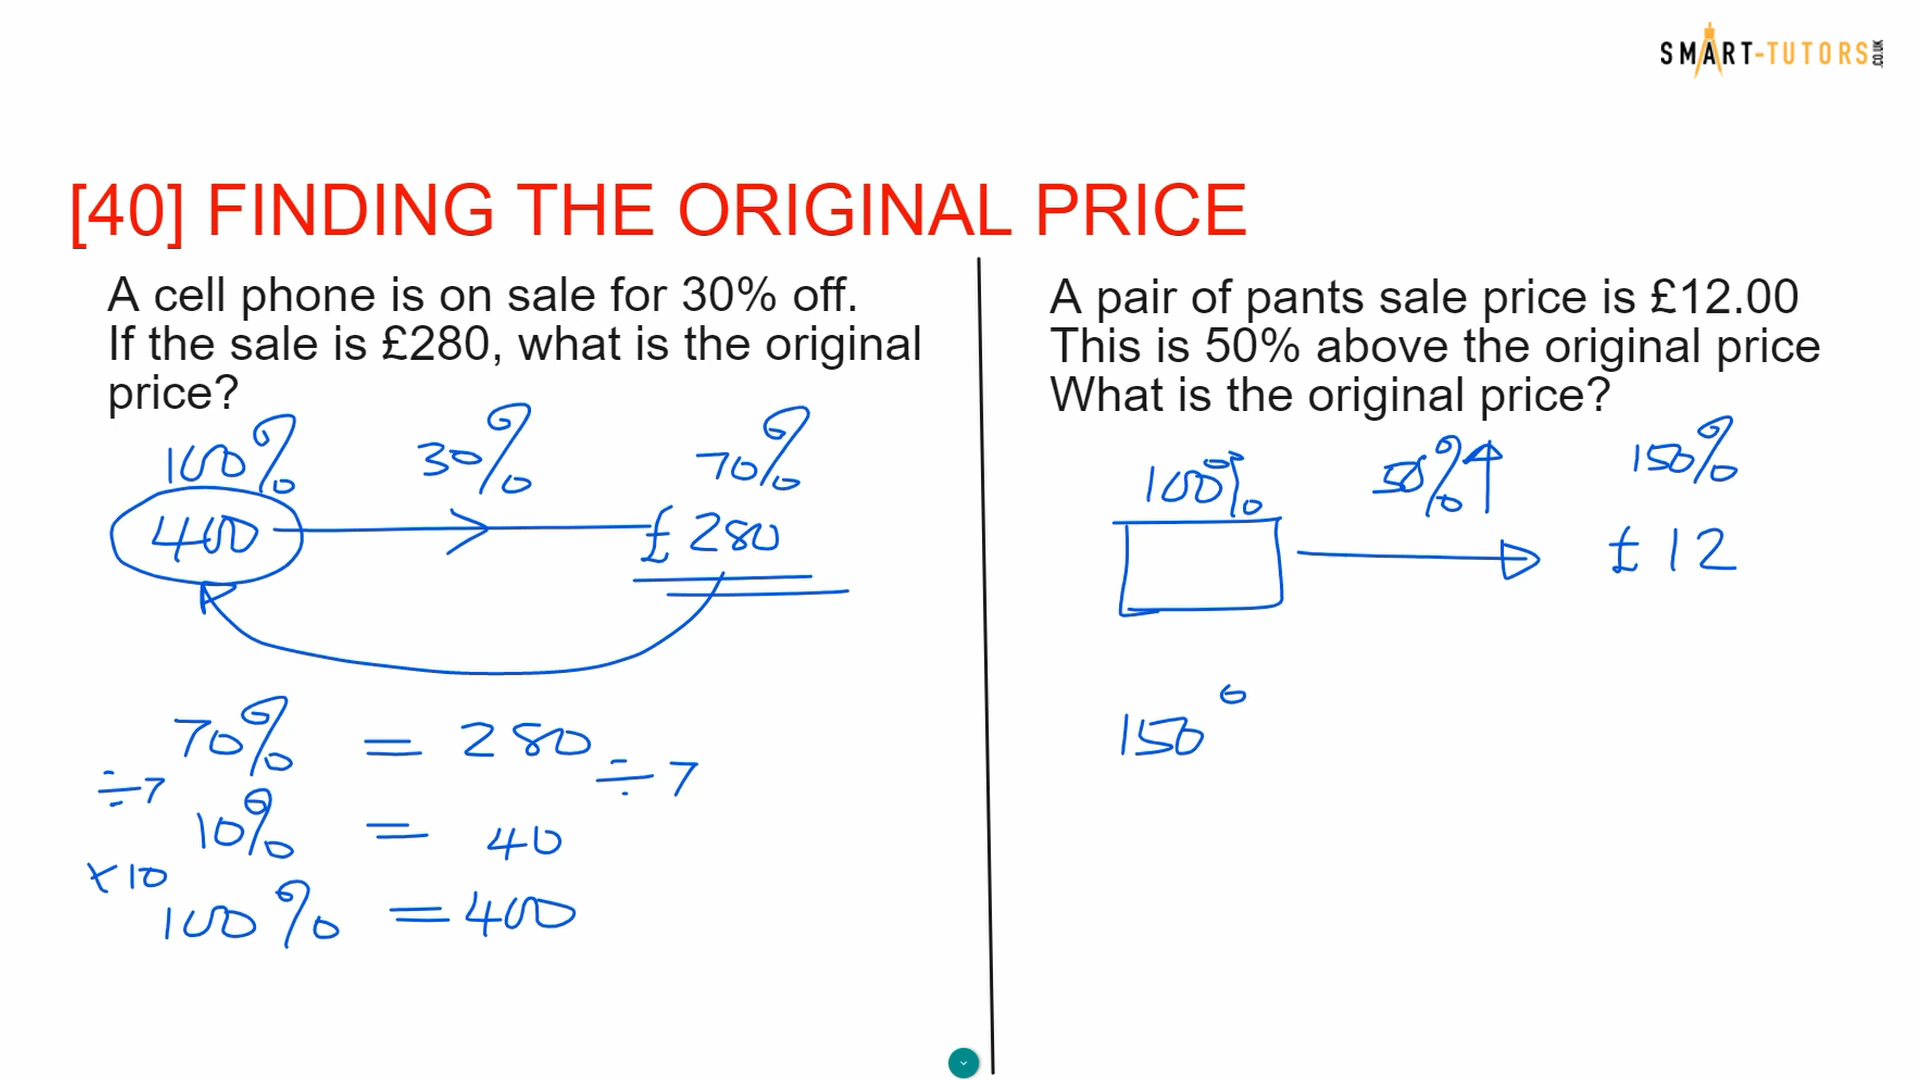 SMART-TUTORS.CO.UK
[40] FINDING THE ORIGINAL PRICE
A cell phone is on sale for 30% off.
If the sale is £280, what is the original
price?
100% 30% 70%
400 £280
70% = 280
÷7 ÷7
10% = 40
×10
100% = 400
A pair of pants sale price is £12.00
This is 50% above the original price
What is the original price?
100% 50% 150%
£12
150